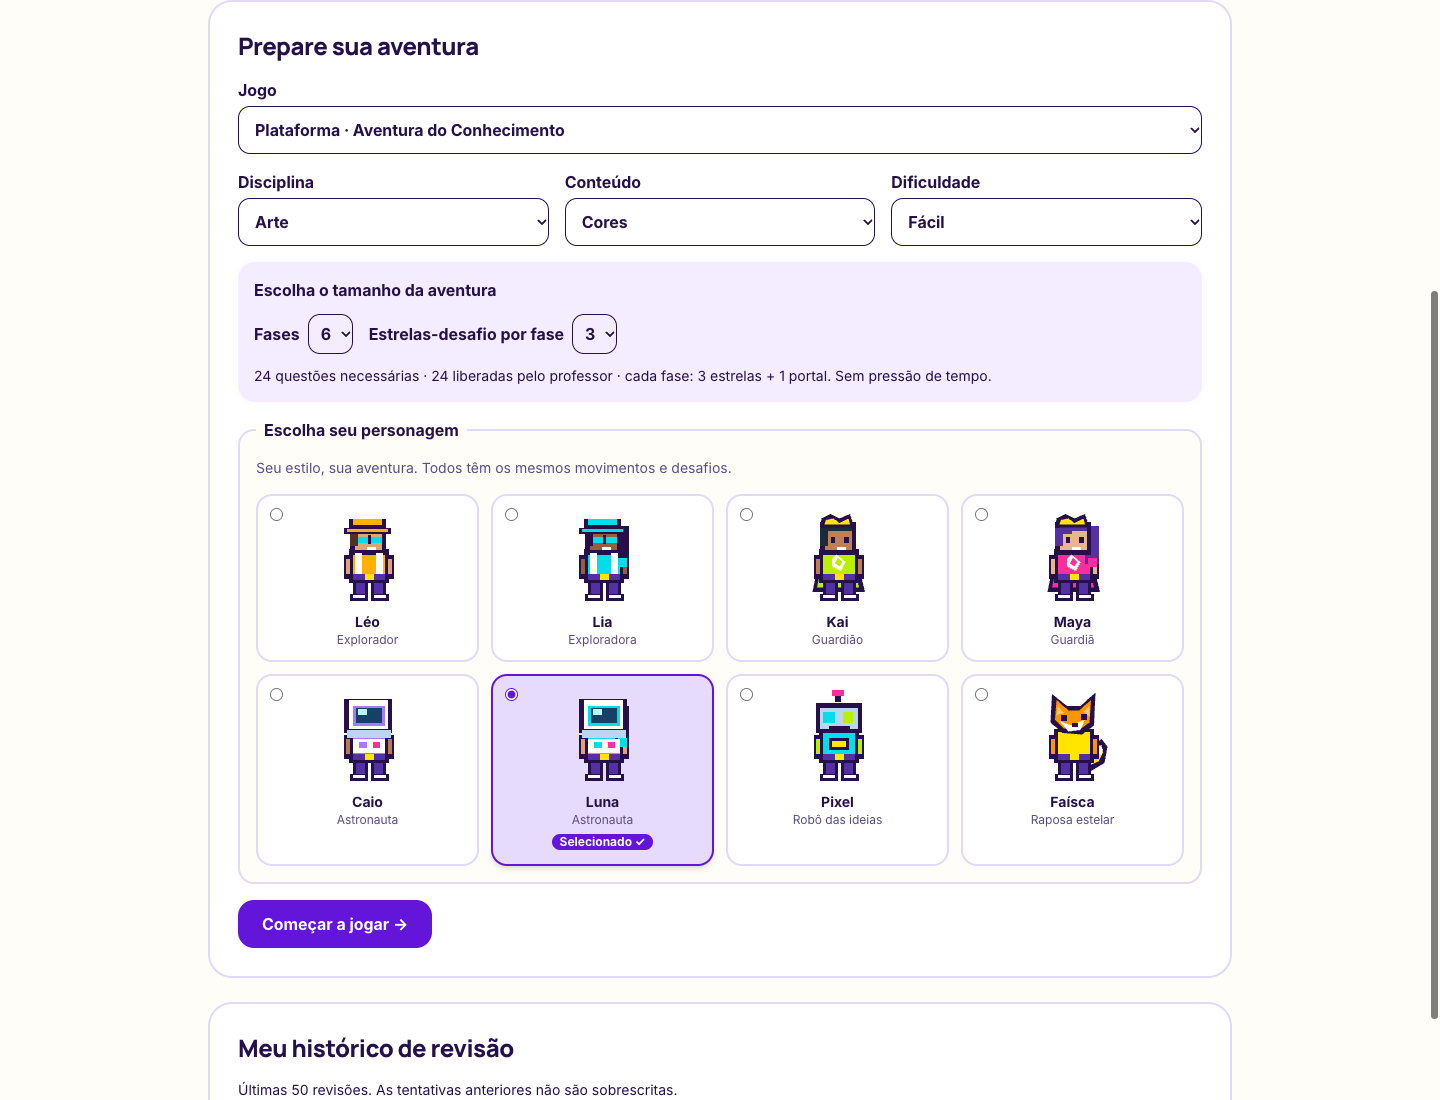 Prepare sua aventura
Jogo
Plataforma · Aventura do Conhecimento
Disciplina
Conteúdo
Dificuldade
Arte
Cores
Fácil
Escolha o tamanho da aventura
Fases 6 Estrelas-desafio por fase 3
24 questões necessárias · 24 liberadas pelo professor · cada fase: 3 estrelas + 1 portal. Sem pressão de tempo.
Escolha seu personagem
Seu estilo, sua aventura. Todos têm os mesmos movimentos e desafios.
Léo
Explorador
Lia
Exploradora
Kai
Guardião
Maya
Guardiã
Caio
Astronauta
Luna
Astronauta
Selecionado ✓
Pixel
Robô das ideias
Faísca
Raposa estelar
Começar a jogar →
Meu histórico de revisão
Últimas 50 revisões. As tentativas anteriores não são sobrescritas.